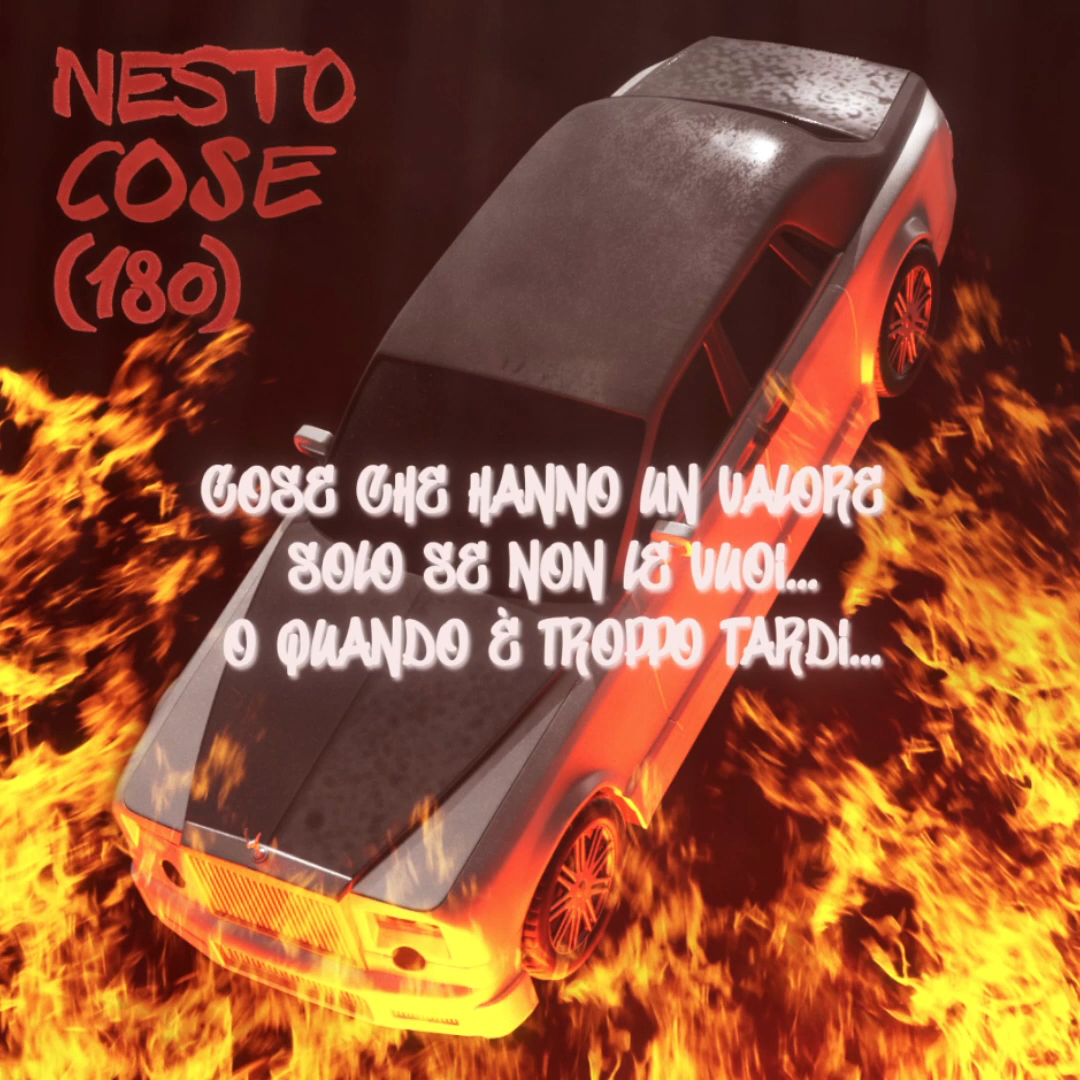 NESTO
COSE
(180)
COSE CHE HANNO UN VALORE
SOLO SE NON LE VUOI...
O QUANDO È TROPPO TARDI...